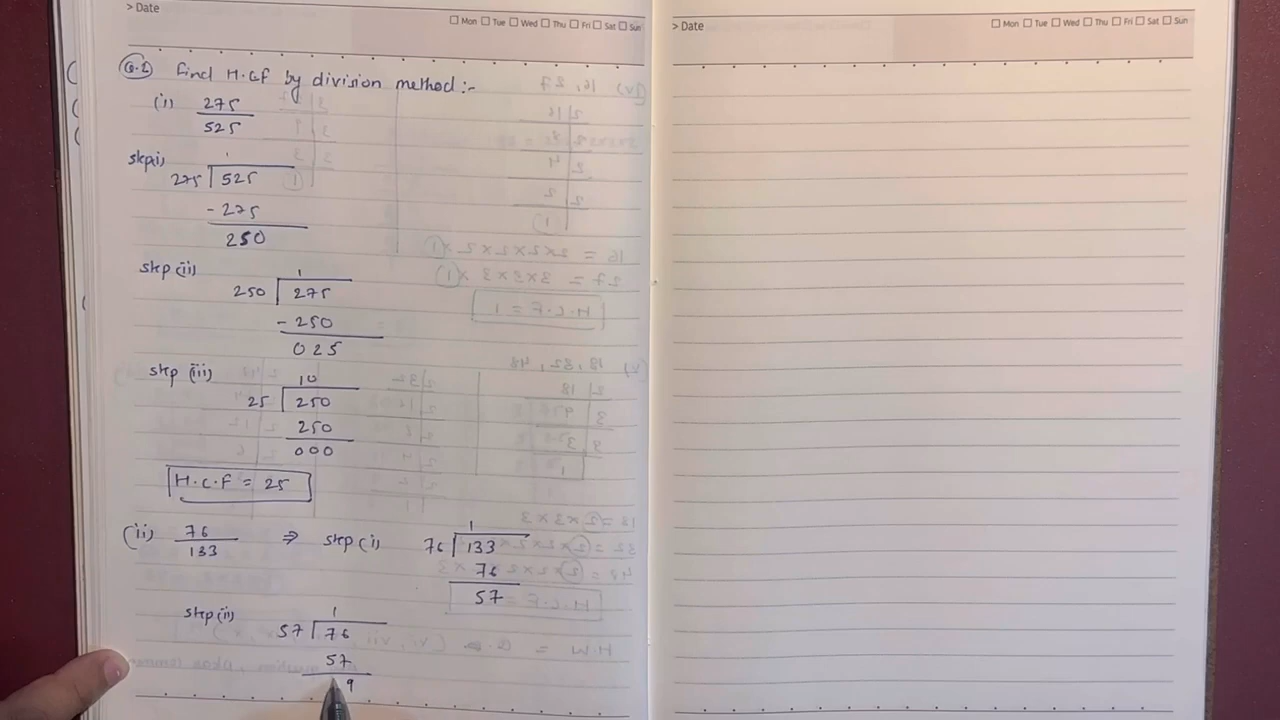 > Date
Mon Tue Wed Thu Fri Sat Sun
Q.2 Find H.C.F by division method :-
(i) 275
525
step(i) 1
275 525
- 275
250
step (ii) 1
250 275
- 250
025
step (iii) 10
25 250
250
000
H.C.F = 25
(ii) 76 ⇒ step (i) 1
133 76 133
76
57
step (ii) 1
57 76
57
9
> Date
Mon Tue Wed Thu Fri Sat Sun